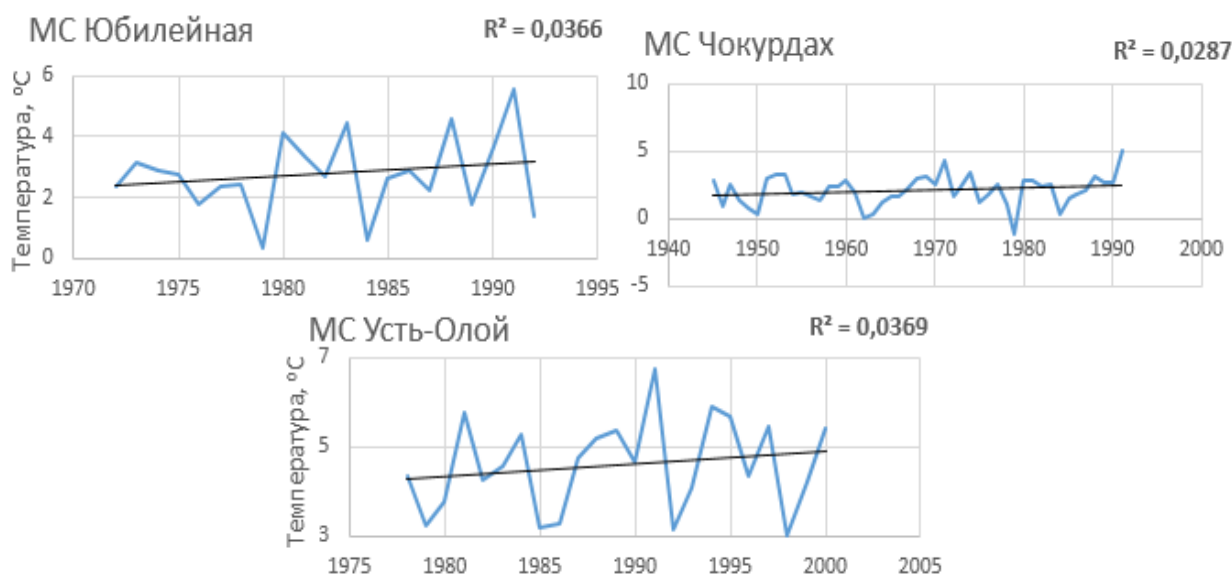 МС Юбилейная
R² = 0,0366
Температура, ºС
6
4
2
0
1970 1975 1980 1985 1990 1995
МС Чокурдах
R² = 0,0287
10
5
0
-5
1940 1950 1960 1970 1980 1990 2000
МС Усть-Олой
R² = 0,0369
Температура, ºС
7
5
3
1975 1980 1985 1990 1995 2000 2005